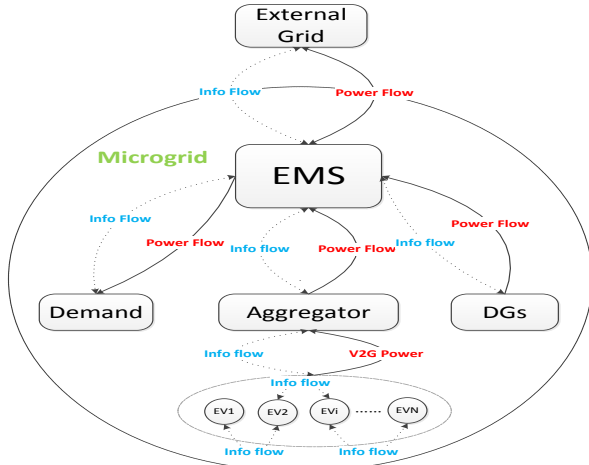 External
Grid
Info Flow
Power Flow
Microgrid
EMS
Info Flow
Power Flow
Info flow
Power Flow
Info flow
Power Flow
Demand
Aggregator
DGs
Info flow
V2G Power
Info flow
EV1
EV2
EVi
......
EVN
Info flow
Info flow